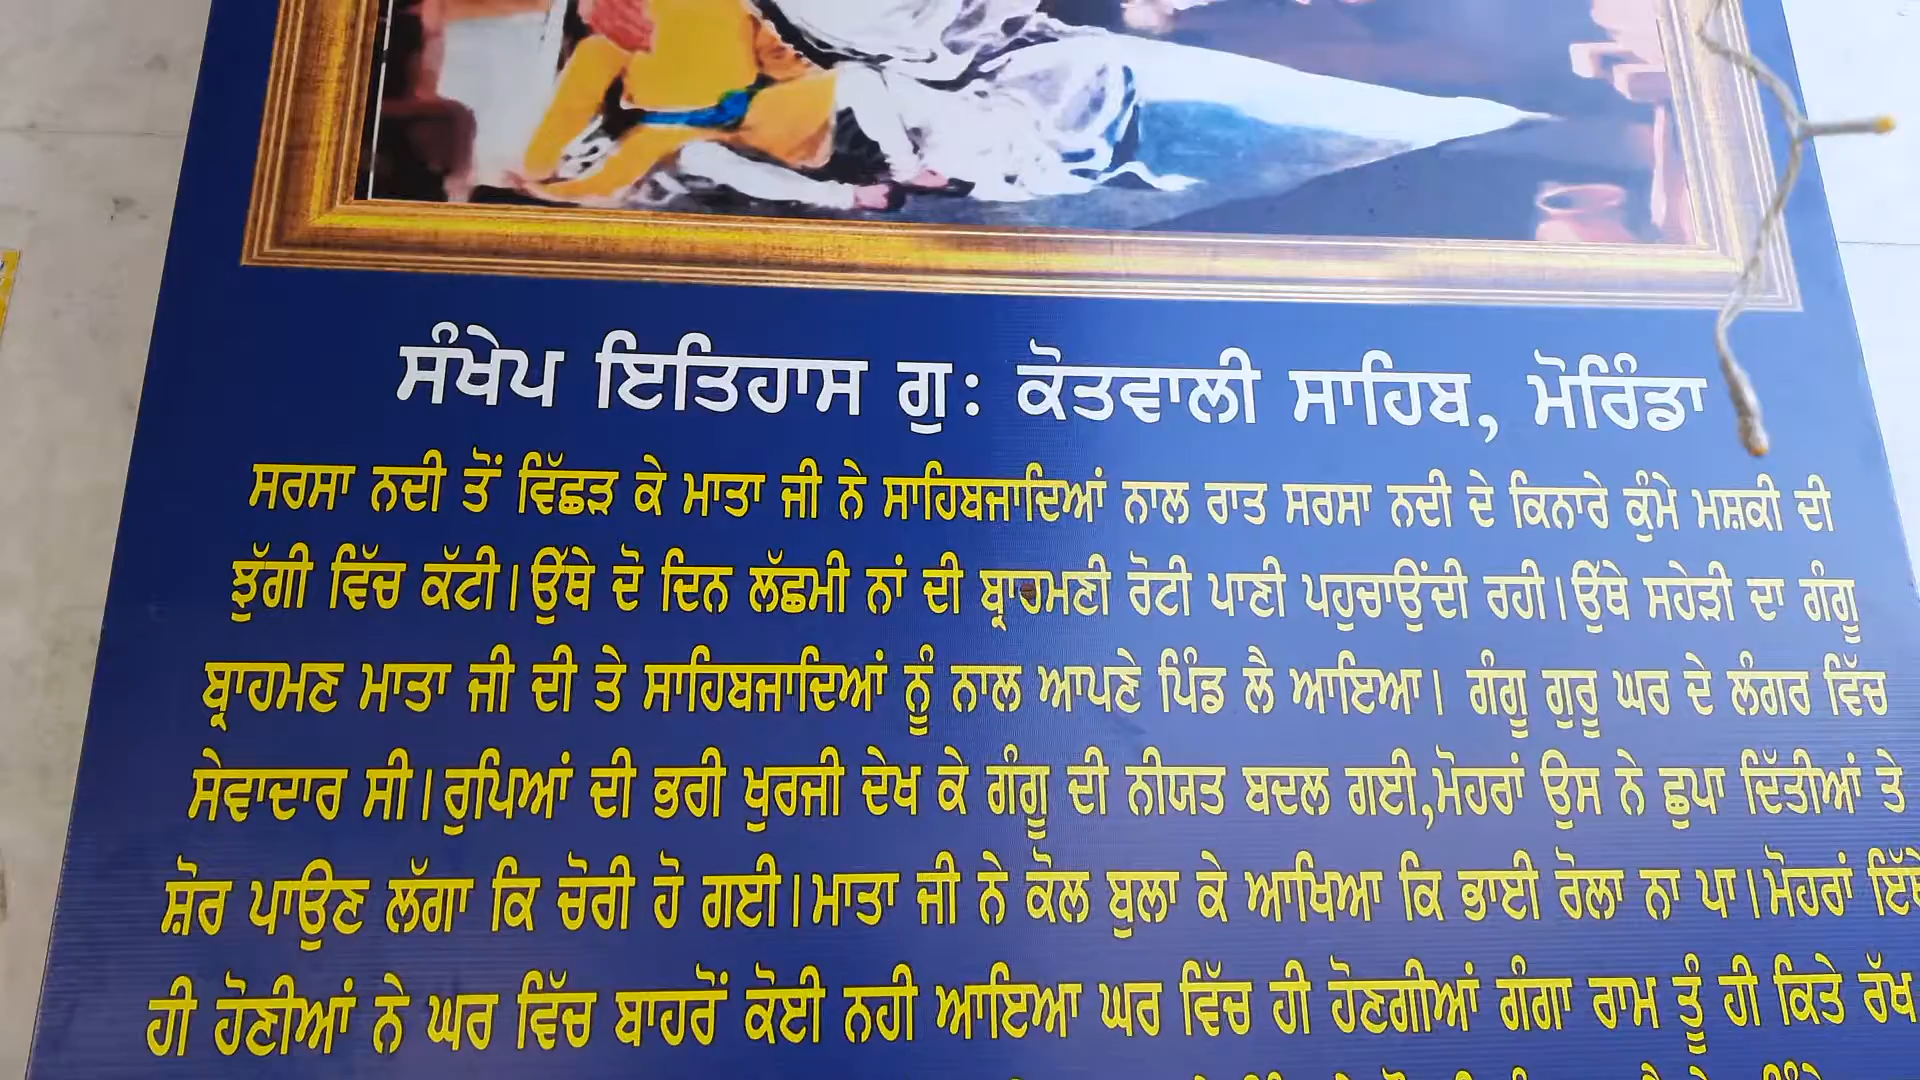 ਸੰਖੇਪ ਇਤਿਹਾਸ ਗੁ: ਕੋਤਵਾਲੀ ਸਾਹਿਬ, ਮੋਰਿੰਡਾ
ਸਰਸਾ ਨਦੀ ਤੋਂ ਵਿੱਛੜ ਕੇ ਮਾਤਾ ਜੀ ਨੇ ਸਾਹਿਬਜਾਦਿਆਂ ਨਾਲ ਰਾਤ ਸਰਸਾ ਨਦੀ ਦੇ ਕਿਨਾਰੇ ਕੁੰਮੇ ਮਸ਼ਕੀ ਦੀ
ਝੁੱਗੀ ਵਿੱਚ ਕੱਟੀ।ਉੱਥੇ ਦੋ ਦਿਨ ਲੱਛਮੀ ਨਾਂ ਦੀ ਬ੍ਰਾਹਮਣੀ ਰੋਟੀ ਪਾਣੀ ਪਹੁਚਾਉਂਦੀ ਰਹੀ।ਉੱਥੇ ਸਹੇੜੀ ਦਾ ਗੰਗੂ
ਬ੍ਰਾਹਮਣ ਮਾਤਾ ਜੀ ਦੀ ਤੇ ਸਾਹਿਬਜਾਦਿਆਂ ਨੂੰ ਨਾਲ ਆਪਣੇ ਪਿੰਡ ਲੈ ਆਇਆ। ਗੰਗੂ ਗੁਰੂ ਘਰ ਦੇ ਲੰਗਰ ਵਿੱਚ
ਸੇਵਾਦਾਰ ਸੀ।ਰੁਪਿਆਂ ਦੀ ਭਰੀ ਖੁਰਜੀ ਦੇਖ ਕੇ ਗੰਗੂ ਦੀ ਨੀਯਤ ਬਦਲ ਗਈ,ਮੋਹਰਾਂ ਉਸ ਨੇ ਛੁਪਾ ਦਿੱਤੀਆਂ ਤੇ
ਸ਼ੋਰ ਪਾਉਣ ਲੱਗਾ ਕਿ ਚੋਰੀ ਹੋ ਗਈ।ਮਾਤਾ ਜੀ ਨੇ ਕੋਲ ਬੁਲਾ ਕੇ ਆਖਿਆ ਕਿ ਭਾਈ ਰੋਲਾ ਨਾ ਪਾ।ਮੋਹਰਾਂ ਇੱਥੇ
ਹੀ ਹੋਣੀਆਂ ਨੇ ਘਰ ਵਿੱਚ ਬਾਹਰੋਂ ਕੋਈ ਨਹੀ ਆਇਆ ਘਰ ਵਿੱਚ ਹੀ ਹੋਣਗੀਆਂ ਗੰਗਾ ਰਾਮ ਤੂੰ ਹੀ ਕਿਤੇ ਰੱਖ